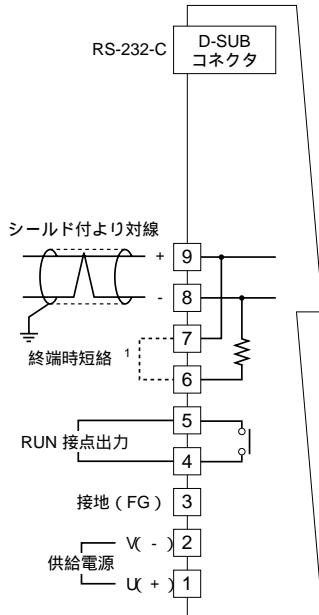 RS-232-C
D-SUB
コネクタ
シールド付より対線
+ 9
- 8
7
終端時短絡 1
6
5
RUN 接点出力
4
接地（FG） 3
V( - ) 2
供給電源
U( + ) 1